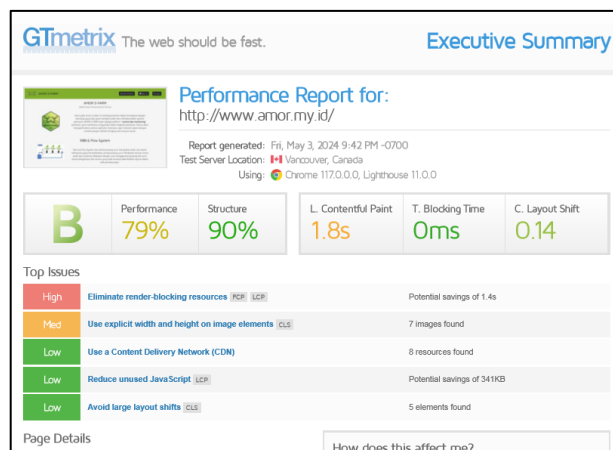 GTmetrix The web should be fast. Executive Summary
Performance Report for:
http://www.amor.my.id/
Report generated: Fri, May 3, 2024 9:42 PM -0700
Test Server Location: Vancouver, Canada
Using: Chrome 117.0.0.0, Lighthouse 11.0.0
B
Performance
79%
Structure
90%
L. Contentful Paint
1.8s
T. Blocking Time
0ms
C. Layout Shift
0.14
Top Issues
High Eliminate render-blocking resources FCP LCP Potential savings of 1.4s
Med Use explicit width and height on image elements CLS 7 images found
Low Use a Content Delivery Network (CDN) 8 resources found
Low Reduce unused JavaScript LCP Potential savings of 341KB
Low Avoid large layout shifts CLS 5 elements found
Page Details
How does this affect me?